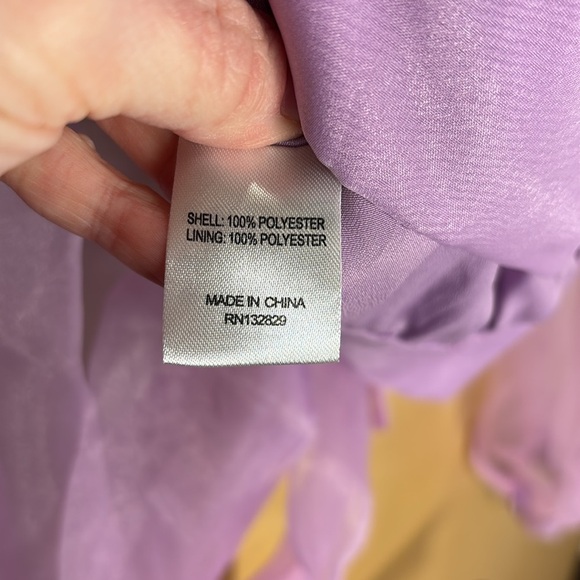 SHELL: 100% POLYESTER
LINING: 100% POLYESTER
MADE IN CHINA
RN132829